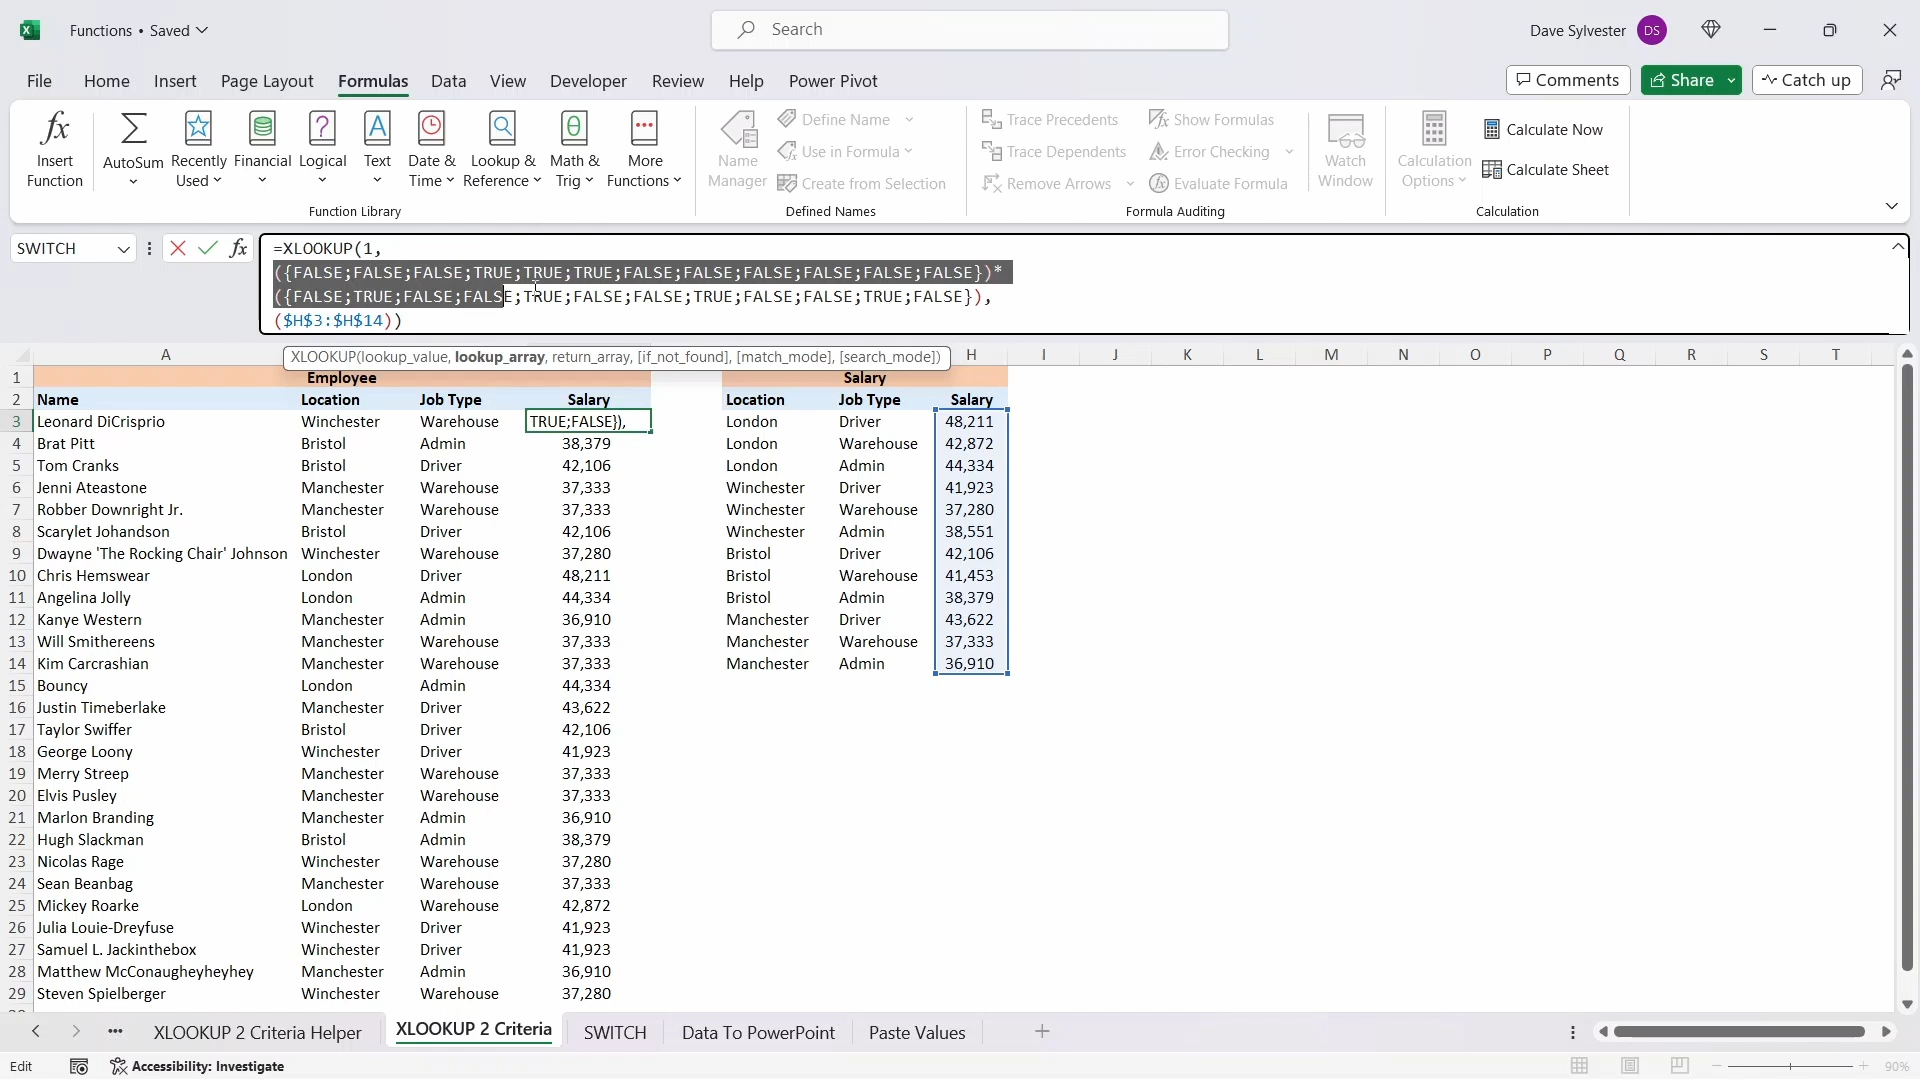 Functions • Saved
Search
Dave Sylvester DS
File Home Insert Page Layout Formulas Data View Developer Review Help Power Pivot
Comments Share Catch up
Insert Function
AutoSum
Recently Used
Financial
Logical
Text
Date & Time
Lookup & Reference
Math & Trig
More Functions
Function Library
Name Manager
Define Name
Use in Formula
Create from Selection
Defined Names
Trace Precedents
Trace Dependents
Remove Arrows
Show Formulas
Error Checking
Evaluate Formula
Formula Auditing
Watch Window
Calculation Options
Calculate Now
Calculate Sheet
Calculation
SWITCH fx
=XLOOKUP(1,
({FALSE;FALSE;FALSE;TRUE;TRUE;TRUE;FALSE;FALSE;FALSE;FALSE;FALSE;FALSE})*
({FALSE;TRUE;FALSE;FALSE;TRUE;FALSE;FALSE;TRUE;FALSE;FALSE;TRUE;FALSE}),
($H$3:$H$14))
XLOOKUP(lookup_value, lookup_array, return_array, [if_not_found], [match_mode], [search_mode])
A H I J K L M N O P Q R S T
1 Employee Salary
2 Name Location Job Type Salary Location Job Type Salary
3 Leonard DiCrisprio Winchester Warehouse TRUE;FALSE}), London Driver 48,211
4 Brat Pitt Bristol Admin 38,379 London Warehouse 42,872
5 Tom Cranks Bristol Driver 42,106 London Admin 44,334
6 Jenni Ateastone Manchester Warehouse 37,333 Winchester Driver 41,923
7 Robber Downright Jr. Manchester Warehouse 37,333 Winchester Warehouse 37,280
8 Scarylet Johandson Bristol Driver 42,106 Winchester Admin 38,551
9 Dwayne 'The Rocking Chair' Johnson Winchester Warehouse 37,280 Bristol Driver 42,106
10 Chris Hemswear London Driver 48,211 Bristol Warehouse 41,453
11 Angelina Jolly London Admin 44,334 Bristol Admin 38,379
12 Kanye Western Manchester Admin 36,910 Manchester Driver 43,622
13 Will Smithereens Manchester Warehouse 37,333 Manchester Warehouse 37,333
14 Kim Carcrashian Manchester Warehouse 37,333 Manchester Admin 36,910
15 Bouncy London Admin 44,334
16 Justin Timeberlake Manchester Driver 43,622
17 Taylor Swiffer Bristol Driver 42,106
18 George Loony Winchester Driver 41,923
19 Merry Streep Manchester Warehouse 37,333
20 Elvis Pusley Manchester Warehouse 37,333
21 Marlon Branding Manchester Admin 36,910
22 Hugh Slackman Bristol Admin 38,379
23 Nicolas Rage Winchester Warehouse 37,280
24 Sean Beanbag Manchester Warehouse 37,333
25 Mickey Roarke London Warehouse 42,872
26 Julia Louie-Dreyfuse Winchester Driver 41,923
27 Samuel L. Jackinthebox Winchester Driver 41,923
28 Matthew McConaugheyheyhey Manchester Admin 36,910
29 Steven Spielberger Winchester Warehouse 37,280
XLOOKUP 2 Criteria Helper XLOOKUP 2 Criteria SWITCH Data To PowerPoint Paste Values
Edit Accessibility: Investigate 90%